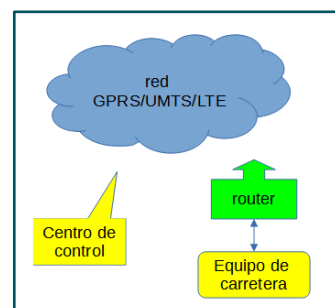 red
GPRS/UMTS/LTE
router
Centro de
control
Equipo de
carretera